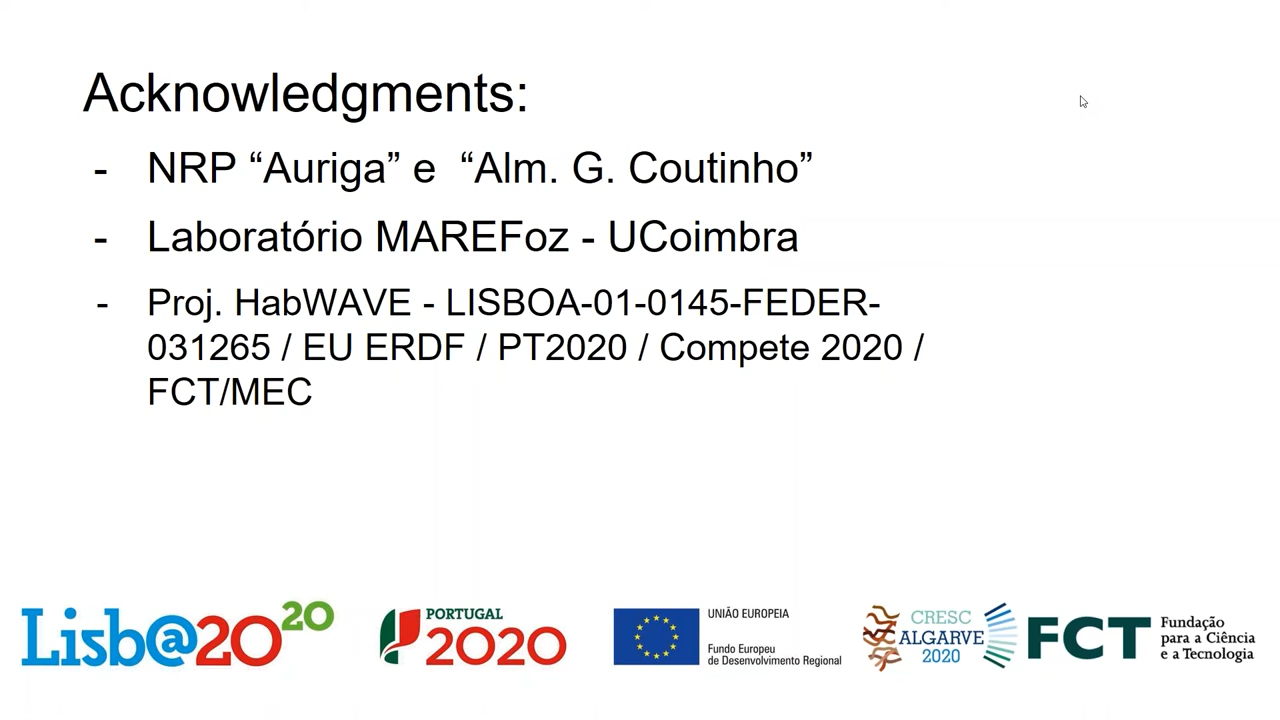 Acknowledgments:
- NRP “Auriga” e “Alm. G. Coutinho”
- Laboratório MAREFoz - UCoimbra
- Proj. HabWAVE - LISBOA-01-0145-FEDER-
031265 / EU ERDF / PT2020 / Compete 2020 /
FCT/MEC
Lisb@20²⁰
PORTUGAL
2020
UNIÃO EUROPEIA
Fundo Europeu
de Desenvolvimento Regional
CRESC
ALGARVE
2020
FCT
Fundação
para a Ciência
e a Tecnologia